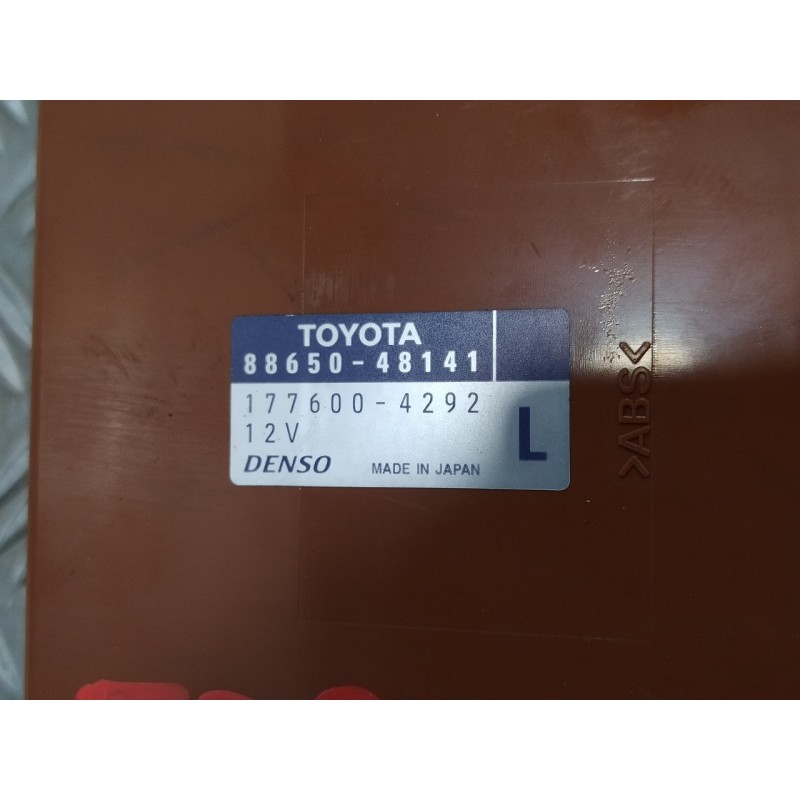 TOYOTA
88650-48141
177600-4292
12V
L
DENSO MADE IN JAPAN
>ABS<